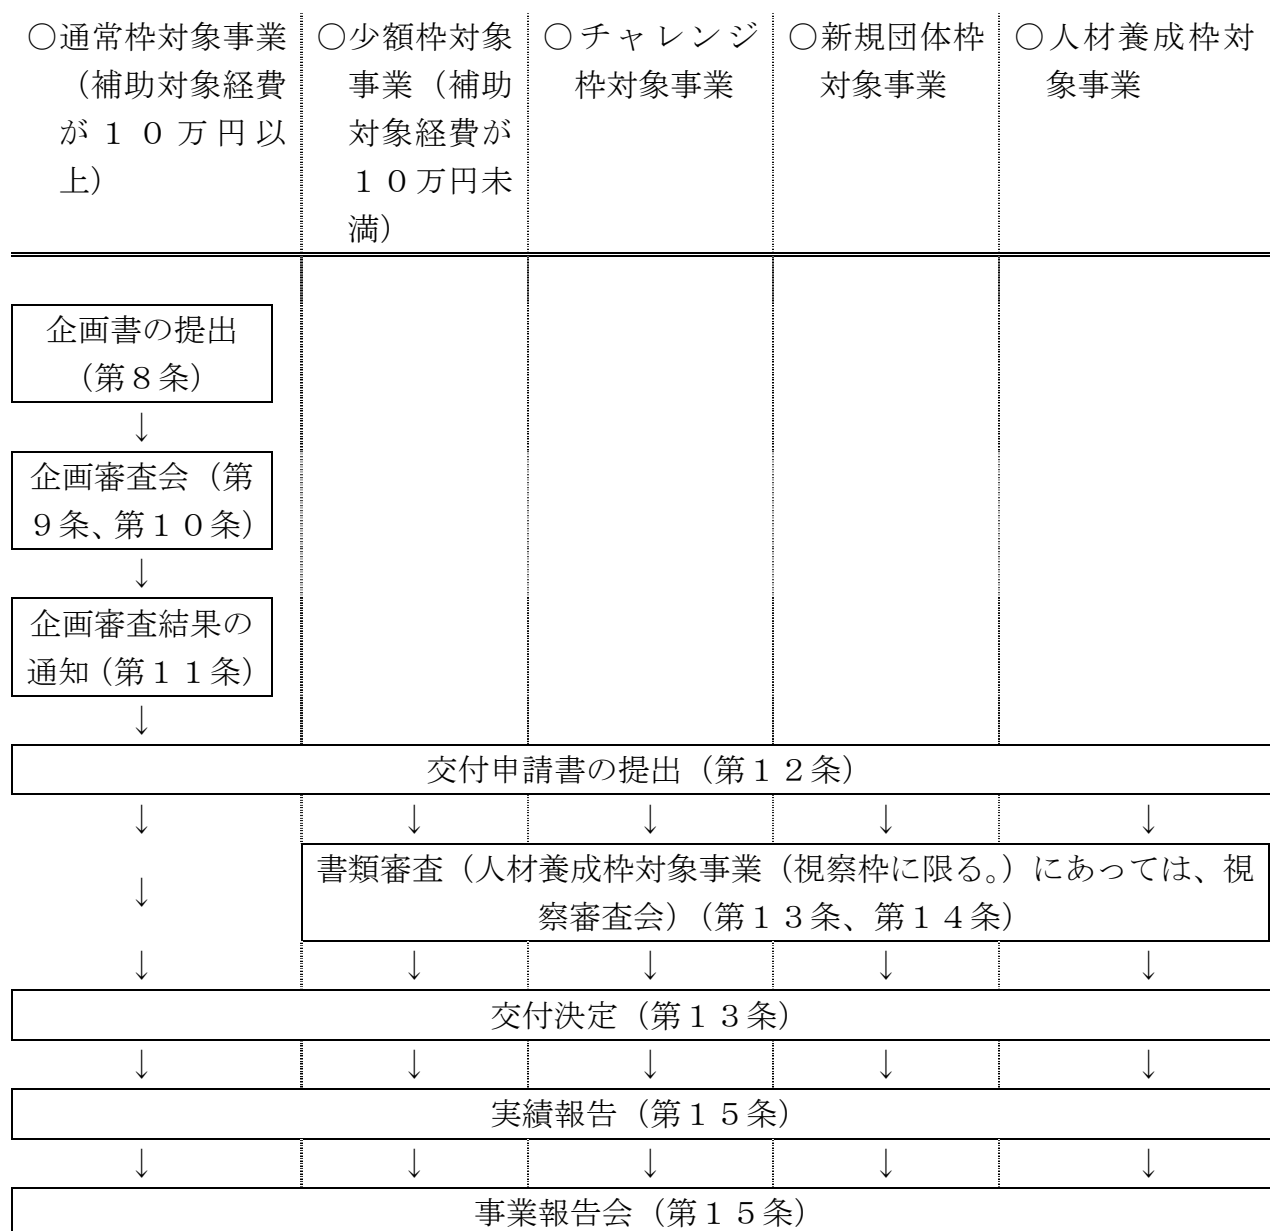 ○通常枠対象事業
（補助対象経費
が１０万円以
上）
○少額枠対象
事業（補助
対象経費が
１０万円未
満）
○チャレンジ
枠対象事業
○新規団体枠
対象事業
○人材養成枠対
象事業
企画書の提出
（第８条）
↓
企画審査会（第
９条、第１０条）
↓
企画審査結果の
通知（第１１条）
↓
交付申請書の提出（第１２条）
↓ ↓ ↓ ↓ ↓
書類審査（人材養成枠対象事業（視察枠に限る。）にあっては、視
↓
察審査会）（第１３条、第１４条）
↓ ↓ ↓ ↓ ↓
交付決定（第１３条）
↓ ↓ ↓ ↓ ↓
実績報告（第１５条）
↓ ↓ ↓ ↓ ↓
事業報告会（第１５条）